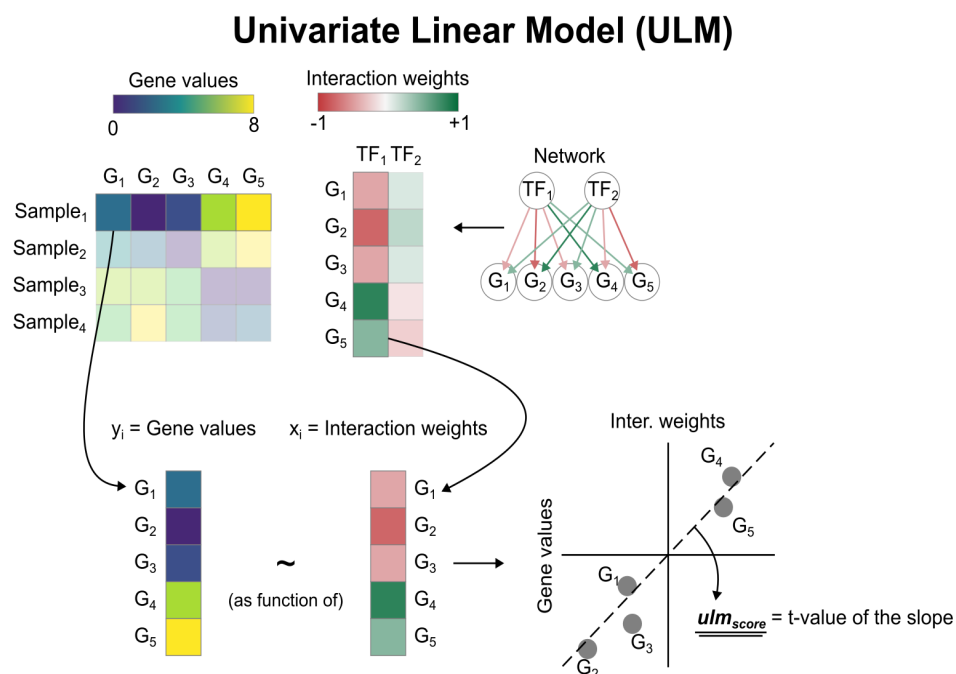 Univariate Linear Model (ULM)
Gene values
0 8
Interaction weights
-1 +1
G1 G2 G3 G4 G5
Sample1
Sample2
Sample3
Sample4
TF1 TF2
G1
G2
G3
G4
G5
Network
TF1 TF2
G1 G2 G3 G4 G5
yi = Gene values
G1
G2
G3
G4
G5
~
(as function of)
xi = Interaction weights
G1
G2
G3
G4
G5
Inter. weights
Gene values
G4
G5
G1
G3
G2
ulmscore = t-value of the slope